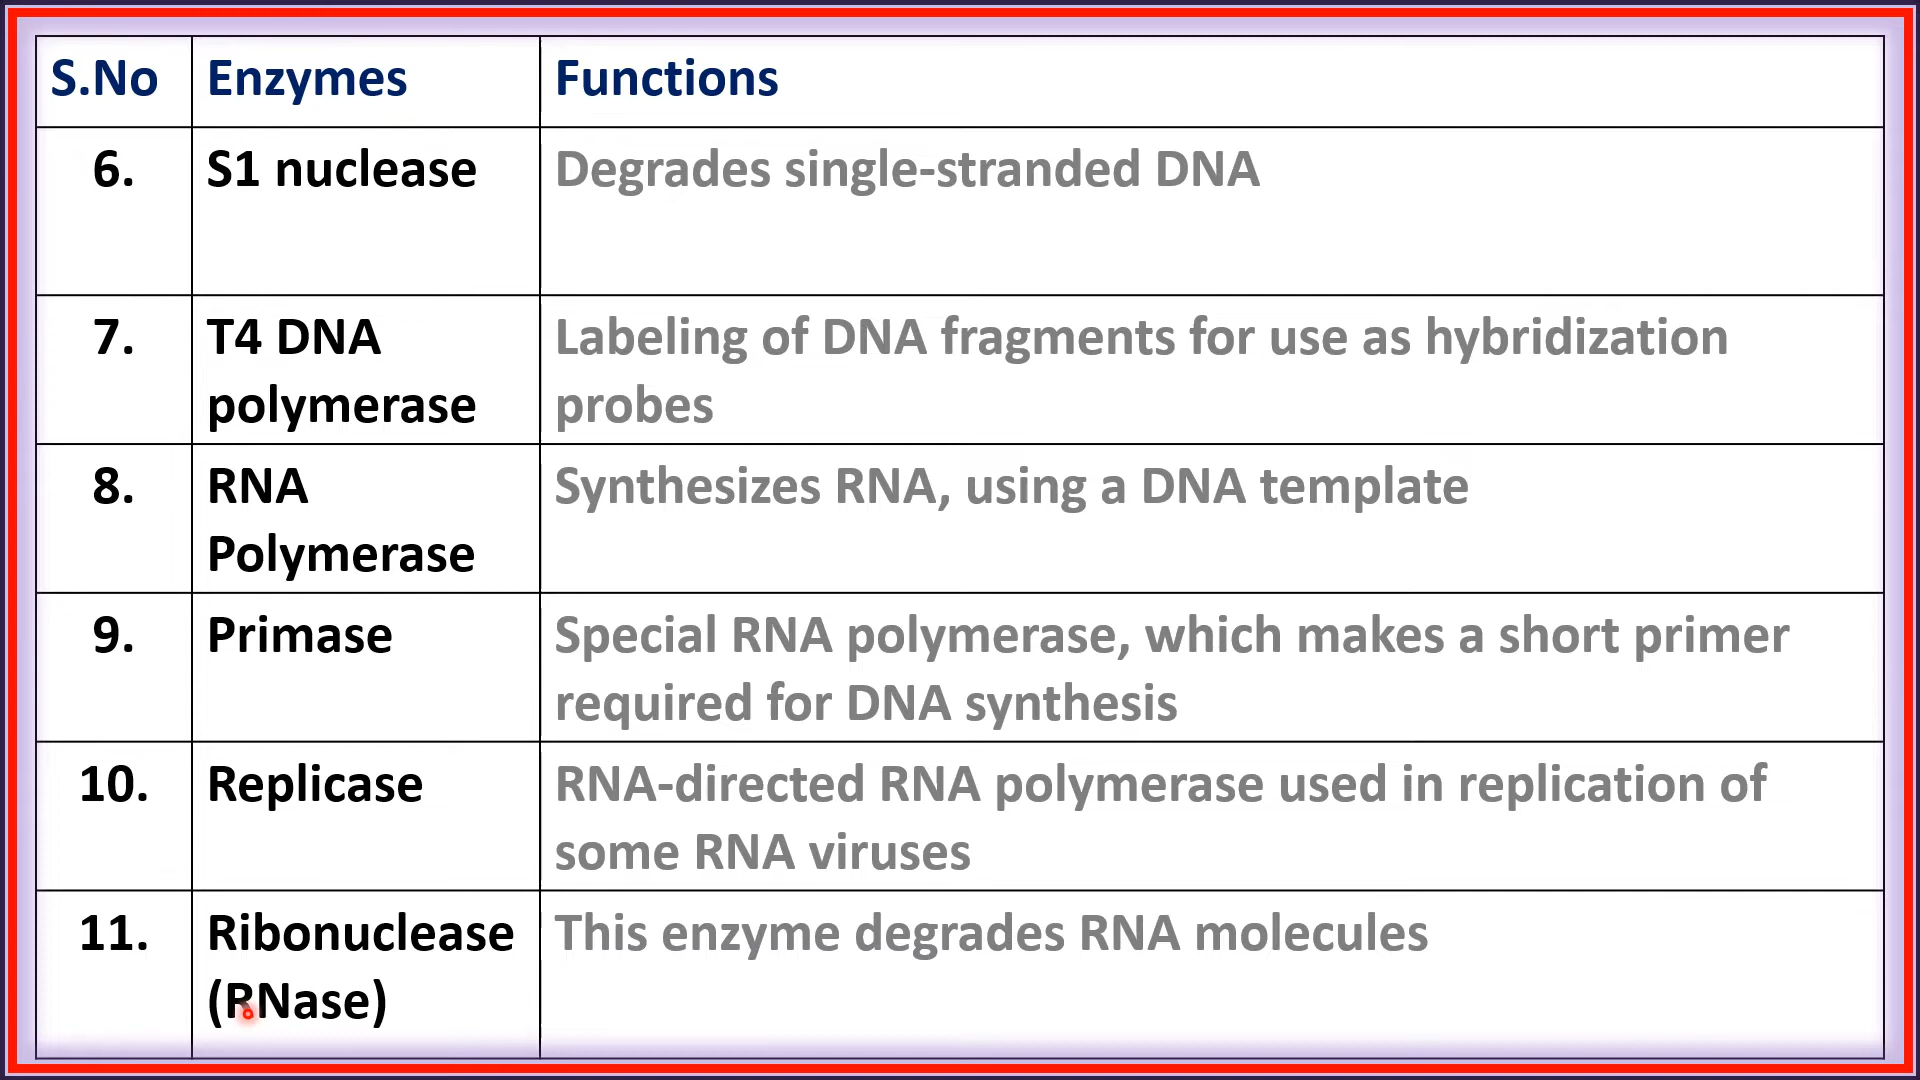 S.No Enzymes Functions
6. S1 nuclease Degrades single-stranded DNA
7. T4 DNA Labeling of DNA fragments for use as hybridization
polymerase probes
8. RNA Synthesizes RNA, using a DNA template
Polymerase
9. Primase Special RNA polymerase, which makes a short primer
required for DNA synthesis
10. Replicase RNA-directed RNA polymerase used in replication of
some RNA viruses
11. Ribonuclease This enzyme degrades RNA molecules
(RNase)